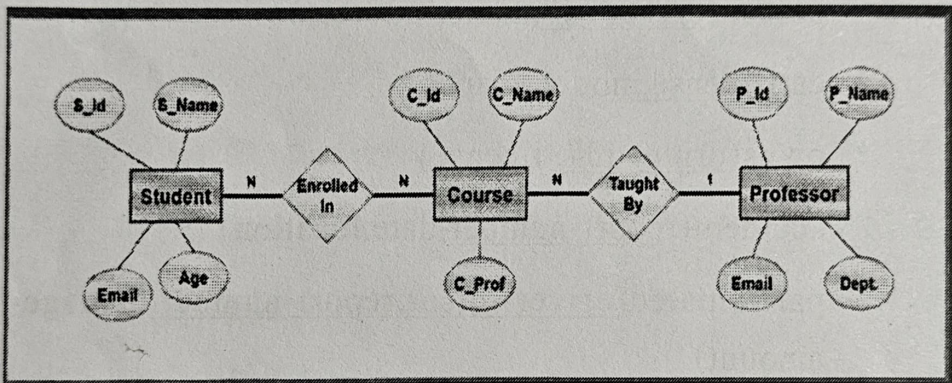 S_Id S_Name C_Id C_Name P_Id P_Name
Student N Enrolled In N Course N Taught By 1 Professor
Email Age C_Prof Email Dept.